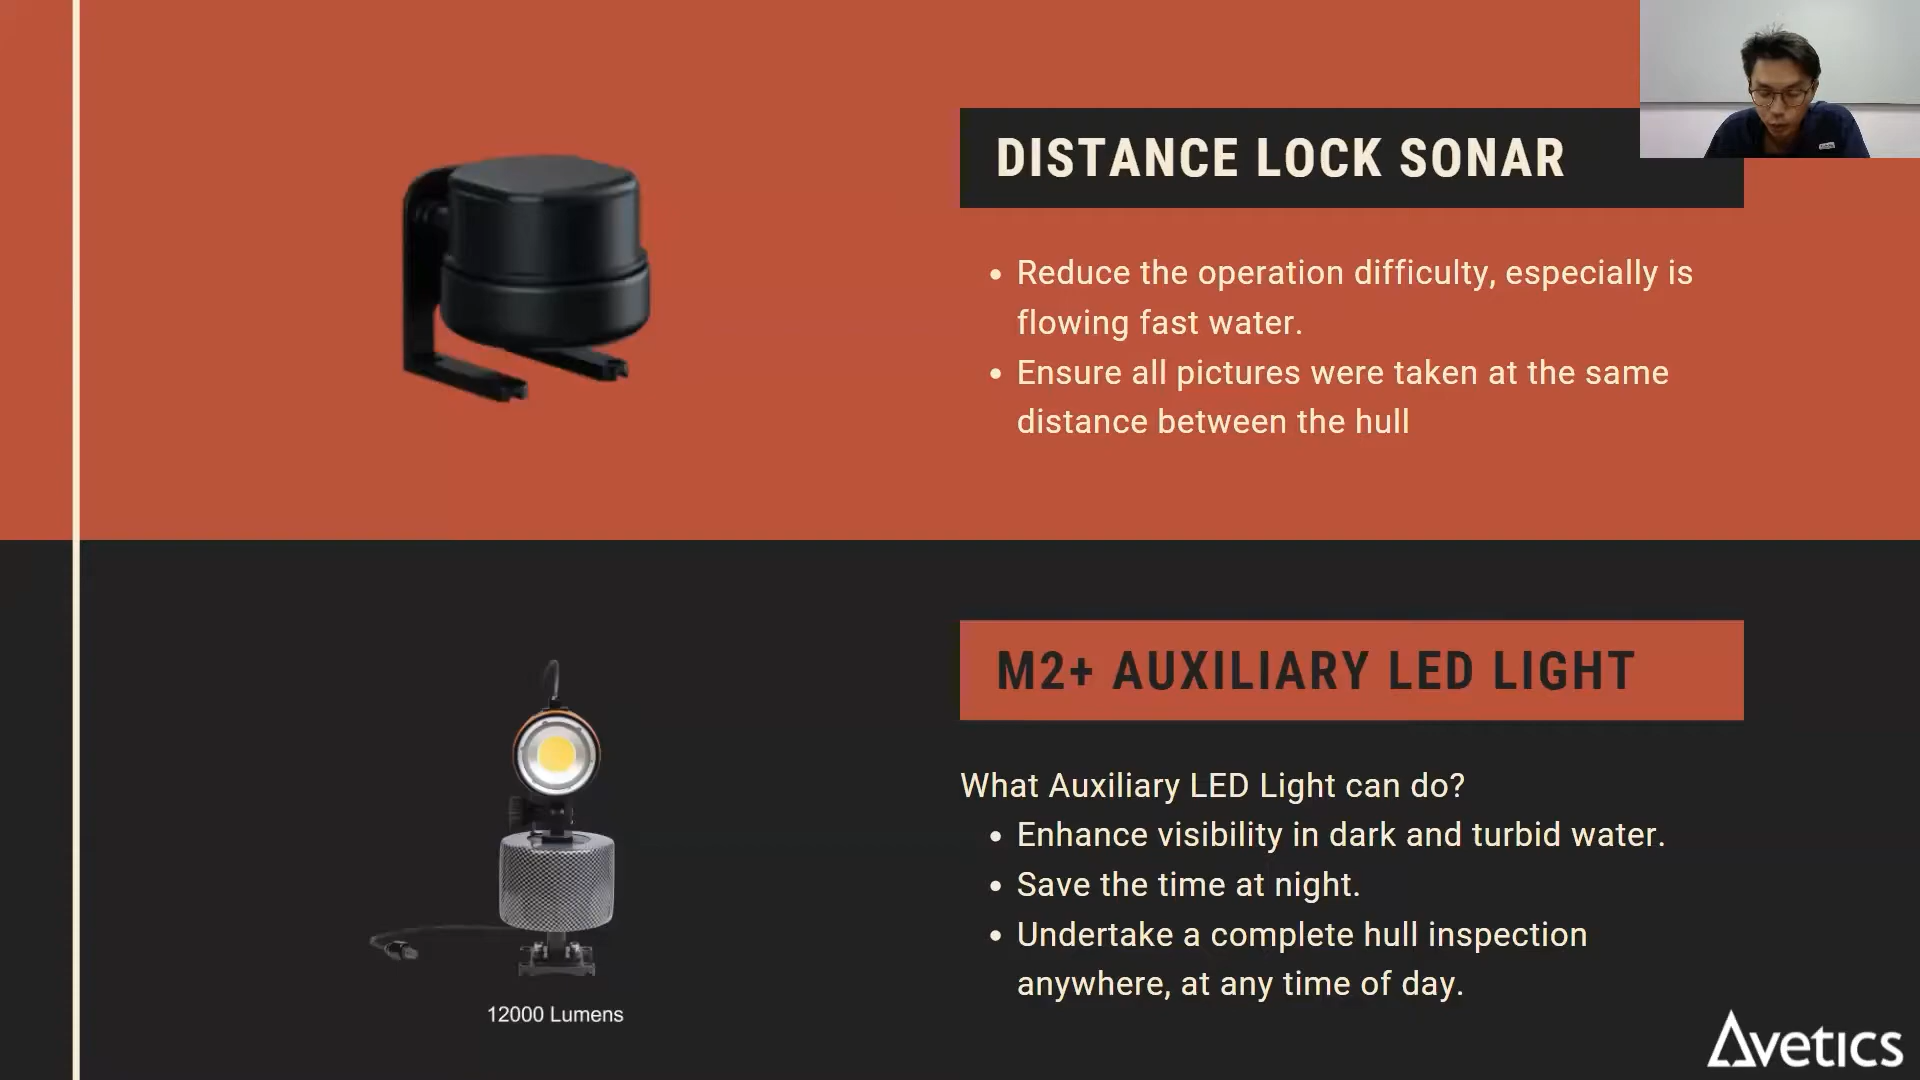 DISTANCE LOCK SONAR
• Reduce the operation difficulty, especially is
flowing fast water.
• Ensure all pictures were taken at the same
distance between the hull
M2+ AUXILIARY LED LIGHT
What Auxiliary LED Light can do?
• Enhance visibility in dark and turbid water.
• Save the time at night.
• Undertake a complete hull inspection
anywhere, at any time of day.
12000 Lumens
Avetics